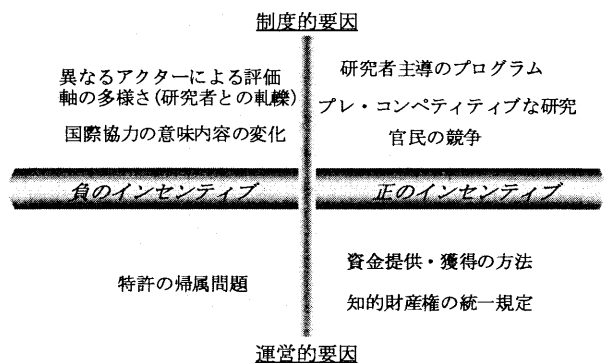 制度的要因
異なるアクターによる評価
軸の多様さ(研究者との軋轢)
国際協力の意味内容の変化
研究者主導のプログラム
プレ・コンペティティブな研究
官民の競争
負のインセンティブ
正のインセンティブ
特許の帰属問題
資金提供・獲得の方法
知的財産権の統一規定
運営的要因